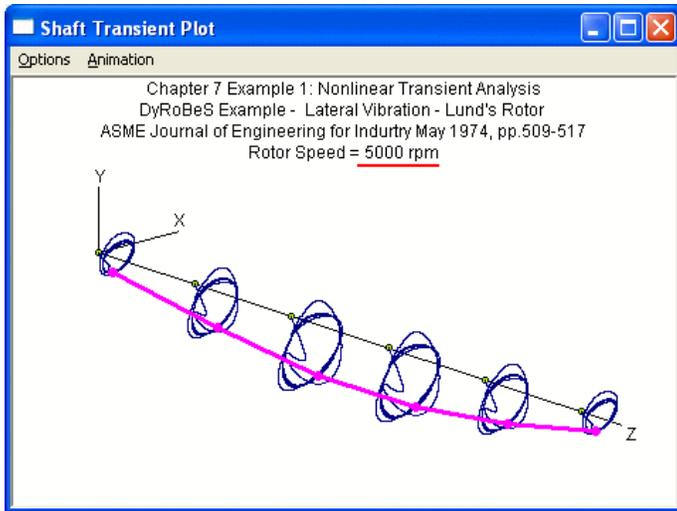 Shaft Transient Plot
Options Animation
Chapter 7 Example 1: Nonlinear Transient Analysis
DyRoBeS Example - Lateral Vibration - Lund's Rotor
ASME Journal of Engineering for Indurtry May 1974, pp.509-517
Rotor Speed = 5000 rpm
Y
X
Z